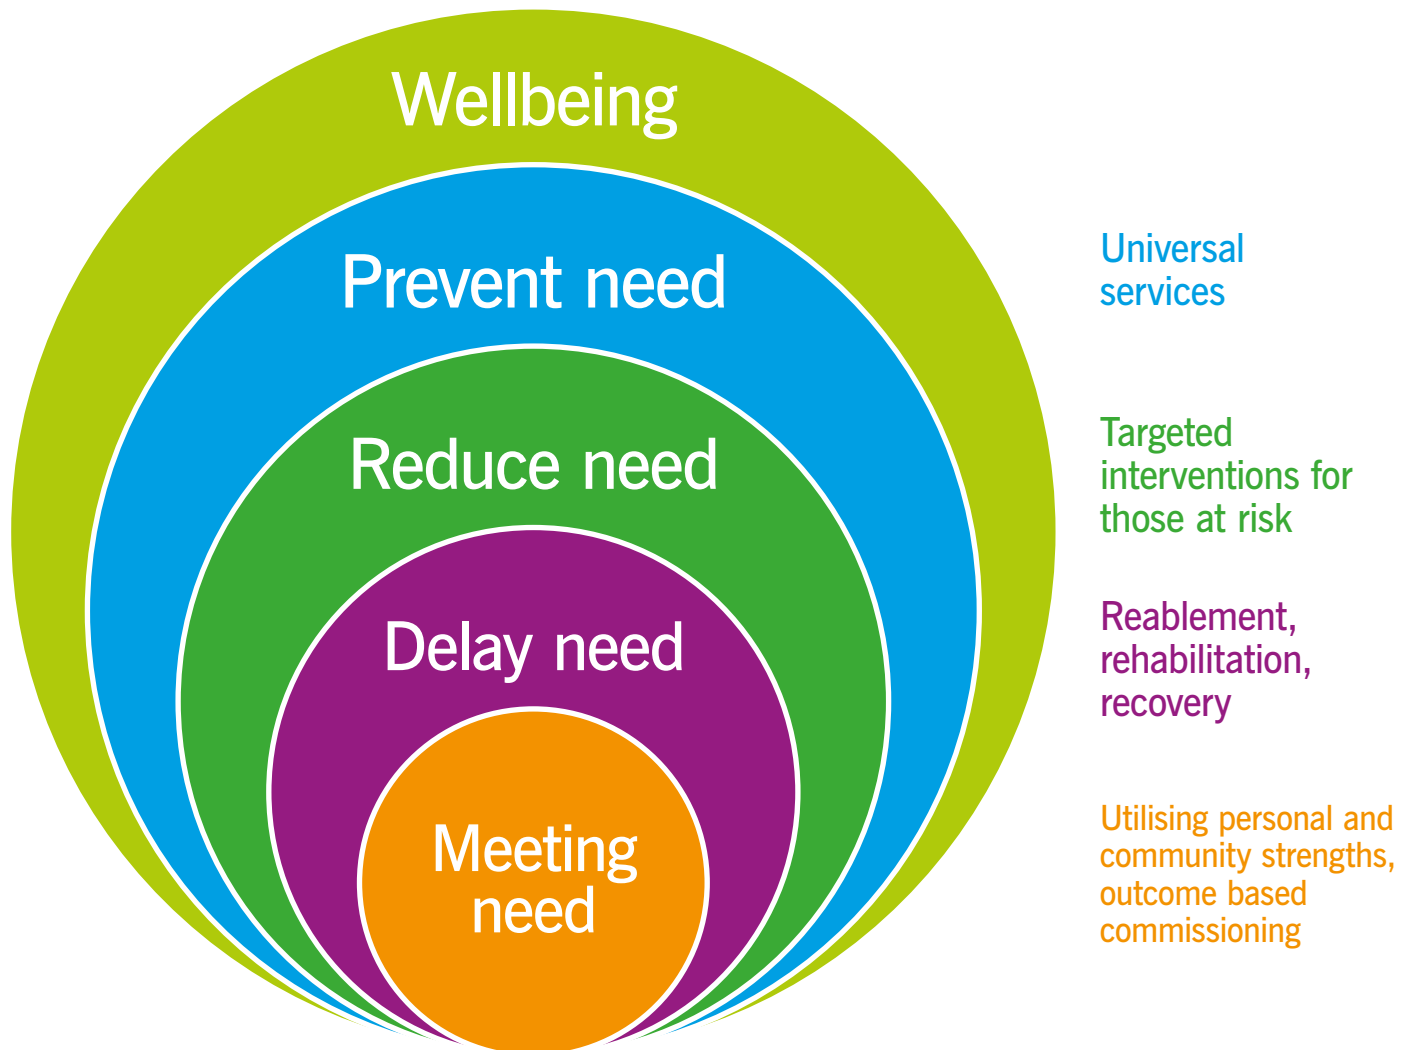 Wellbeing
Prevent need
Universal
services
Reduce need
Targeted
interventions for
those at risk
Delay need
Reablement,
rehabilitation,
recovery
Meeting
need
Utilising personal and
community strengths,
outcome based
commissioning